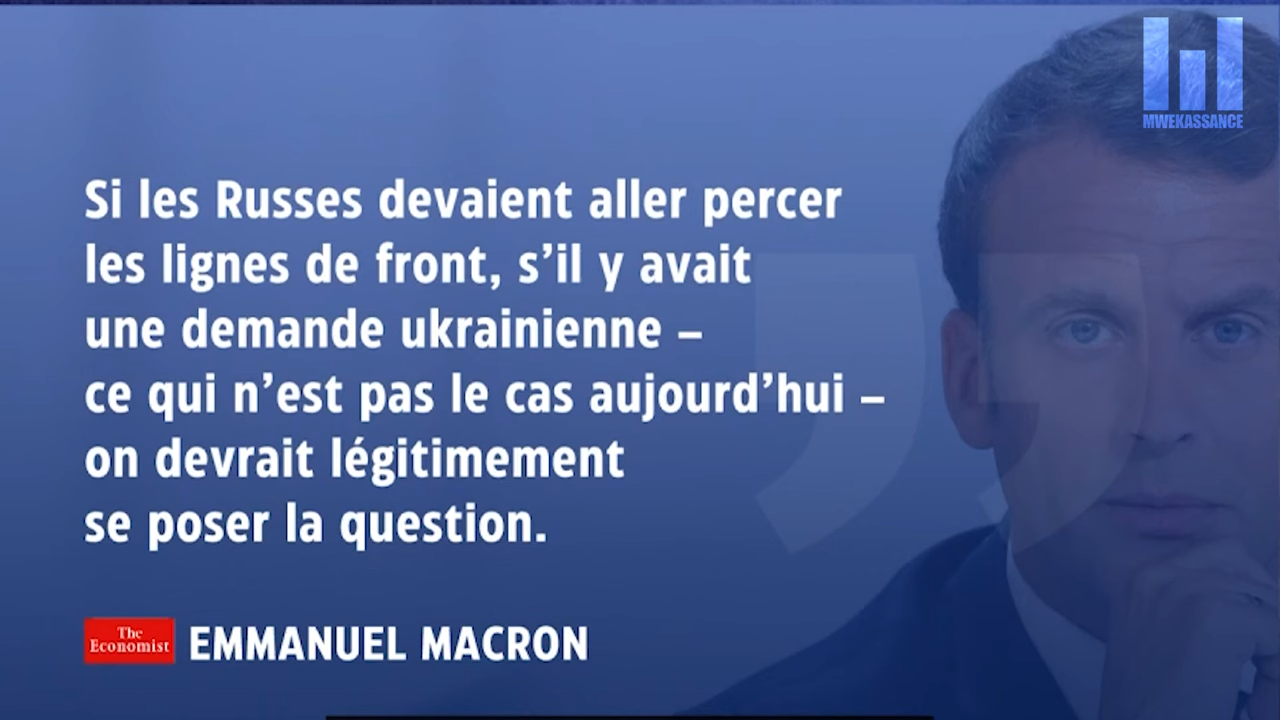 MWEKASSANCE
Si les Russes devaient aller percer
les lignes de front, s’il y avait
une demande ukrainienne –
ce qui n’est pas le cas aujourd’hui –
on devrait légitimement
se poser la question.
The
Economist
EMMANUEL MACRON